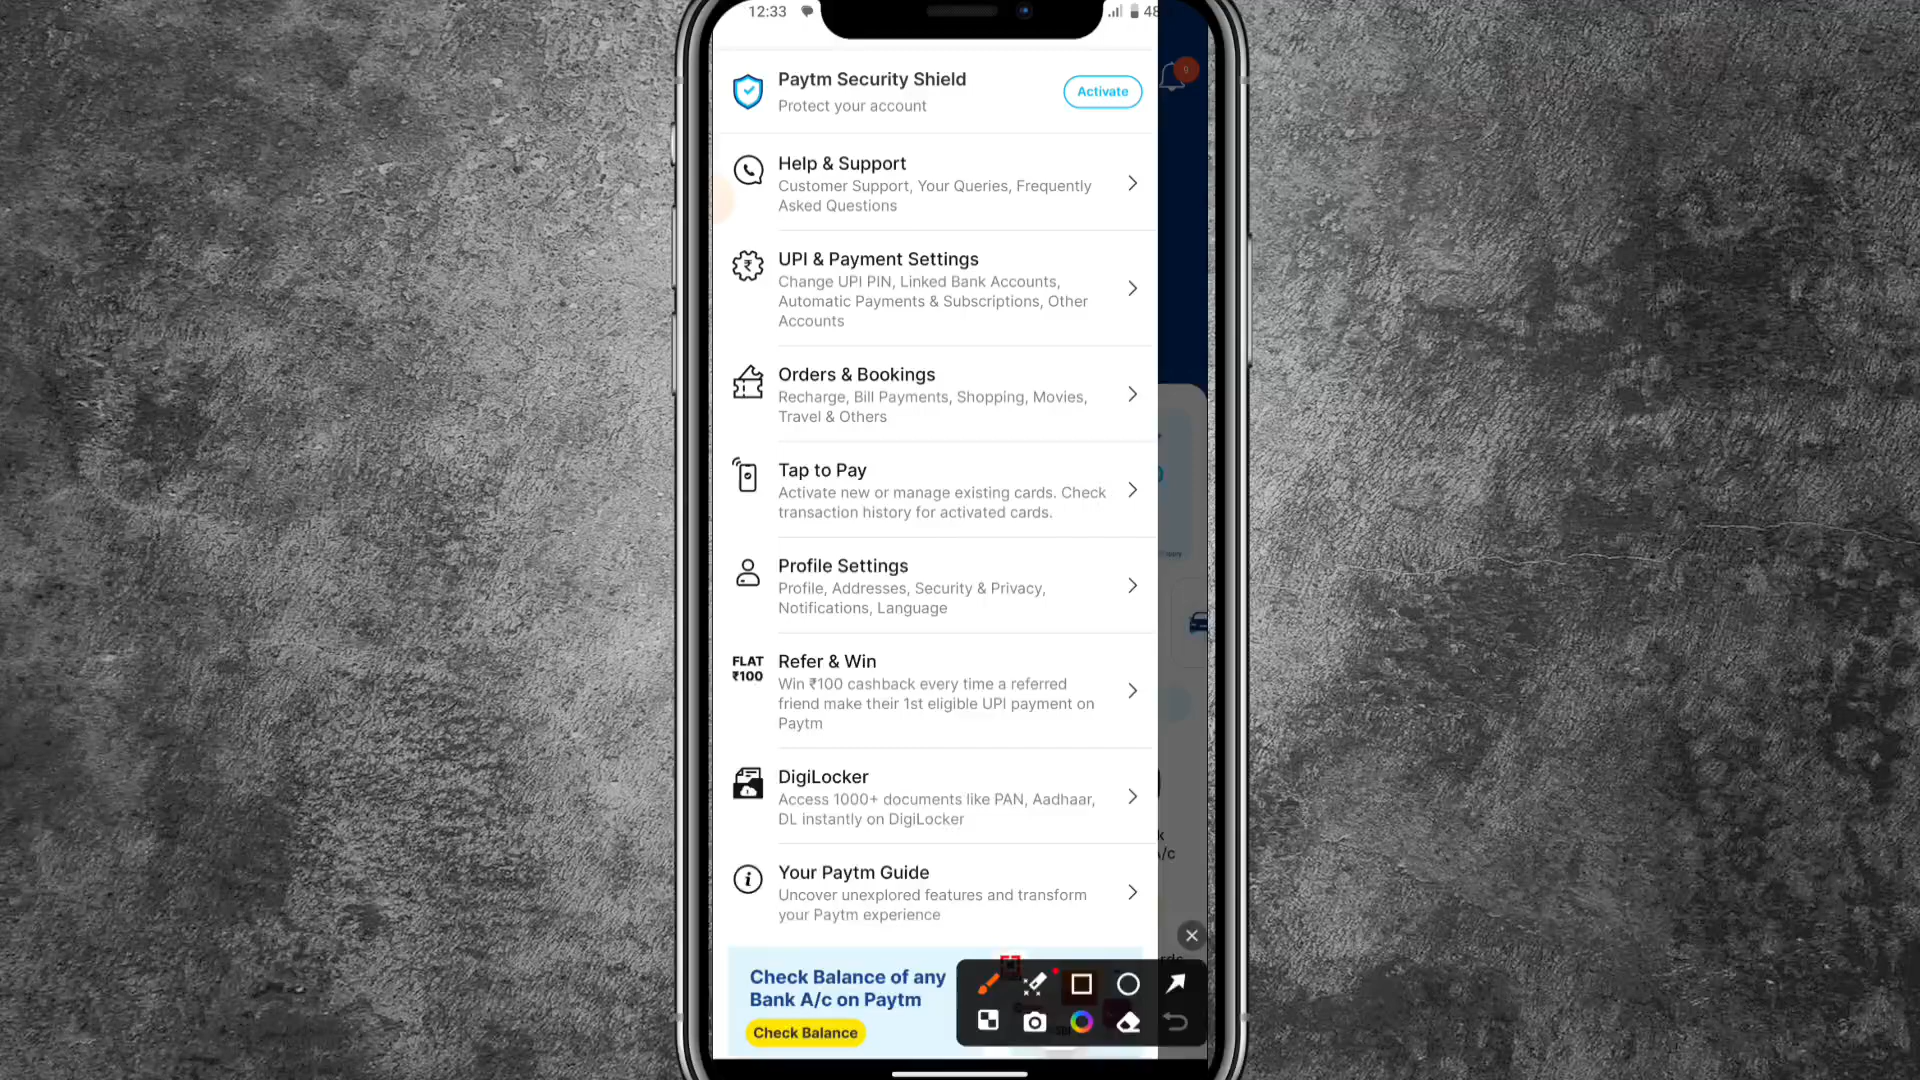 12:33
48
9
Paytm Security Shield
Protect your account
Activate
Help & Support
Customer Support, Your Queries, Frequently
Asked Questions
UPI & Payment Settings
Change UPI PIN, Linked Bank Accounts,
Automatic Payments & Subscriptions, Other
Accounts
Orders & Bookings
Recharge, Bill Payments, Shopping, Movies,
Travel & Others
Tap to Pay
Activate new or manage existing cards. Check
transaction history for activated cards.
apply
Profile Settings
Profile, Addresses, Security & Privacy,
Notifications, Language
FLAT
₹100
Refer & Win
Win ₹100 cashback every time a referred
friend make their 1st eligible UPI payment on
Paytm
DigiLocker
Access 1000+ documents like PAN, Aadhaar,
DL instantly on DigiLocker
k
A/c
Your Paytm Guide
Uncover unexplored features and transform
your Paytm experience
Check Balance of any
Bank A/c on Paytm
Check Balance